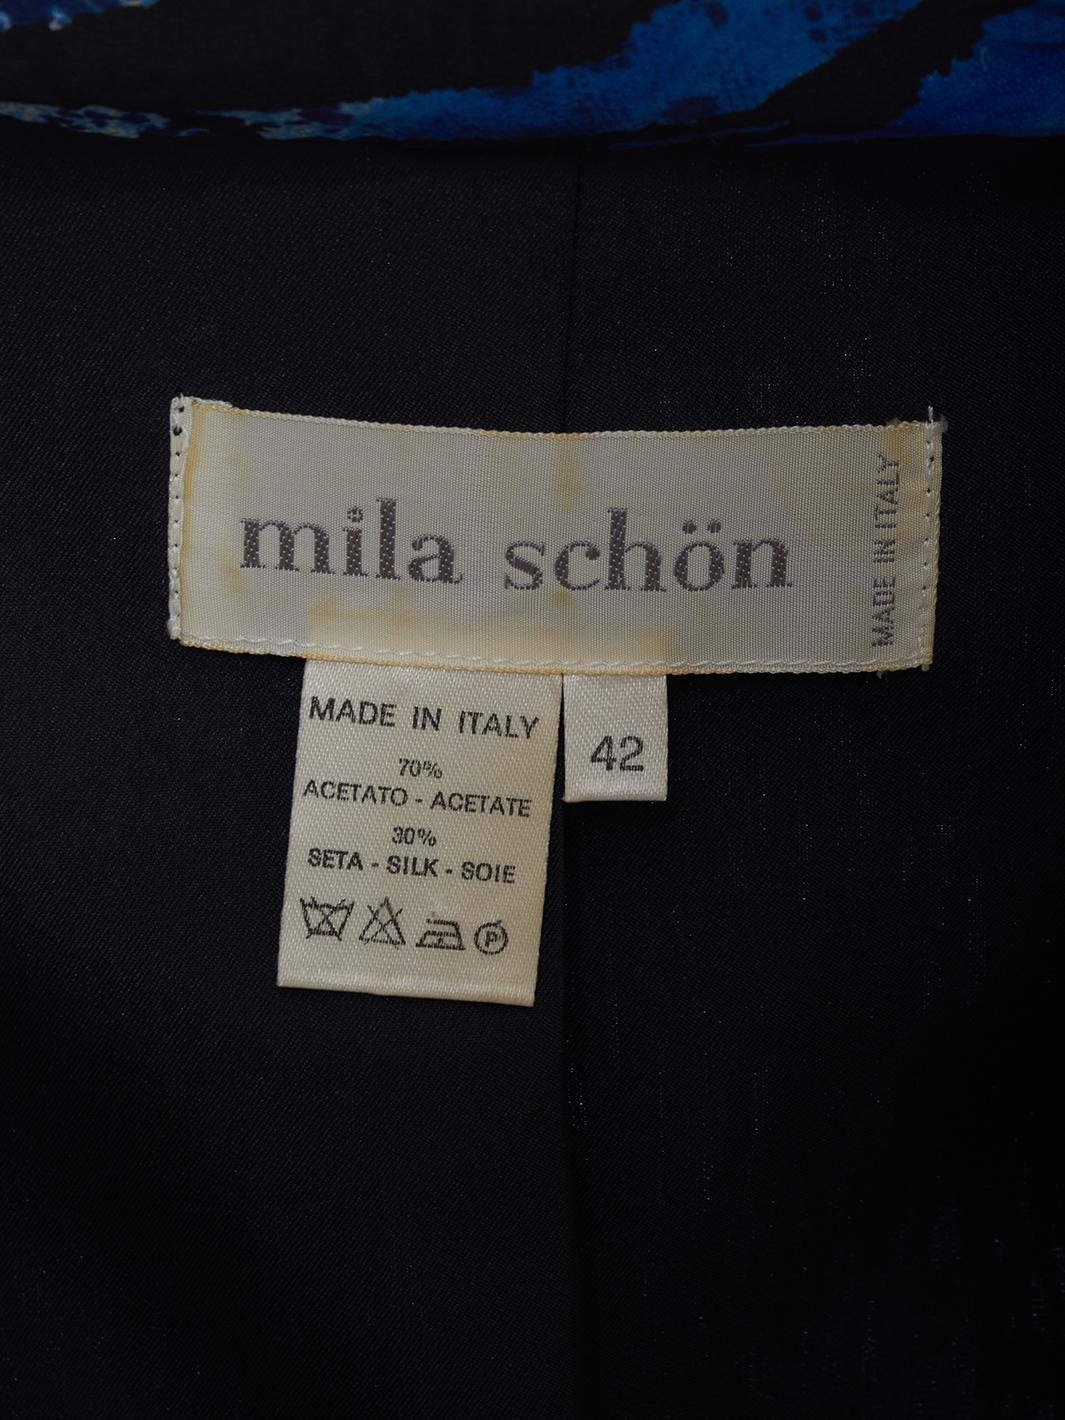 mila schön
MADE IN ITALY
MADE IN ITALY
70%
ACETATO - ACETATE
30%
SETA - SILK - SOIE
P
42